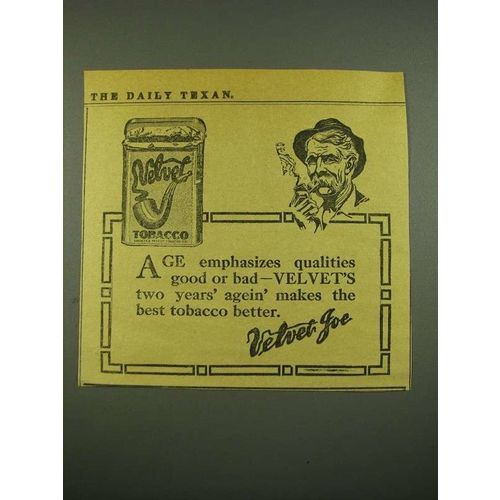 THE DAILY TEXAN.
Velvet
TOBACCO
AGE emphasizes qualities
good or bad—VELVET'S
two years' agein' makes the
best tobacco better.
Velvet Joe